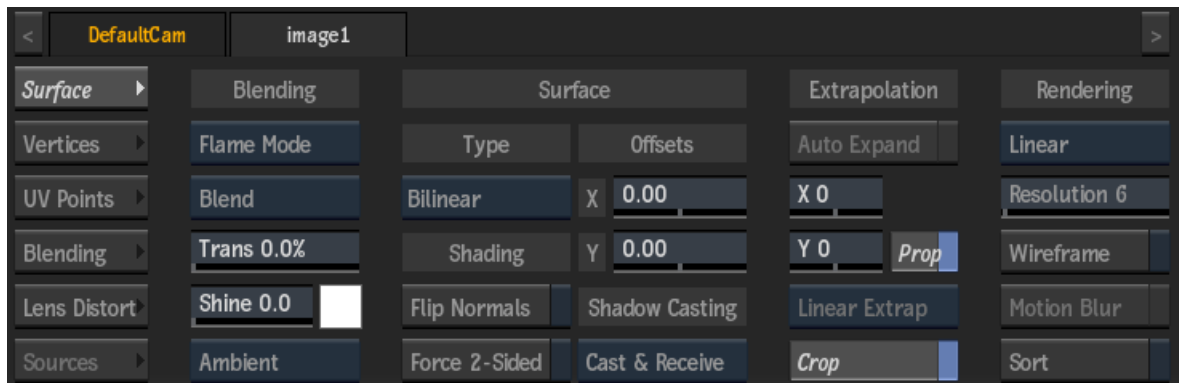 < DefaultCam image1 >
Surface Blending Surface Extrapolation Rendering
Vertices Flame Mode Type Offsets Auto Expand Linear
UV Points Blend Bilinear X 0.00 X 0 Resolution 6
Blending Trans 0.0% Shading Y 0.00 Y 0 Prop Wireframe
Lens Distort Shine 0.0 Flip Normals Shadow Casting Linear Extrap Motion Blur
Sources Ambient Force 2-Sided Cast & Receive Crop Sort